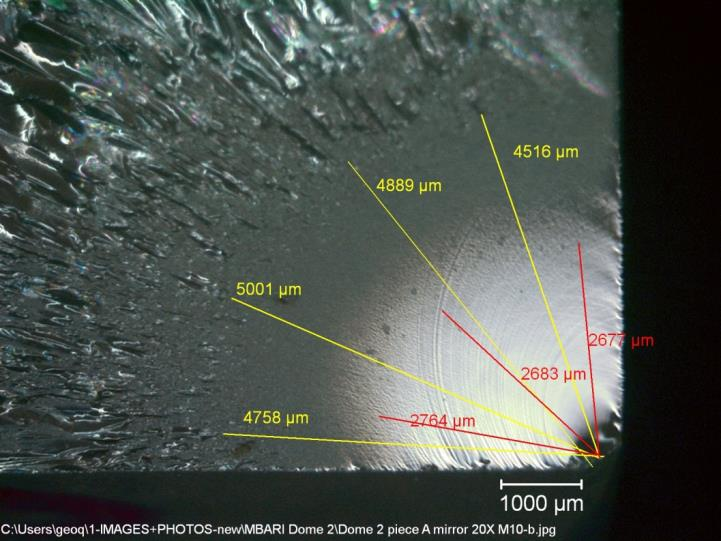 4516 µm
4889 µm
5001 µm
2677 µm
2683 µm
4758 µm
2764 µm
1000 µm
C:\Users\geoq\1-IMAGES+PHOTOS-new\MBARI Dome 2\Dome 2 piece A mirror 20X M10-b.jpg